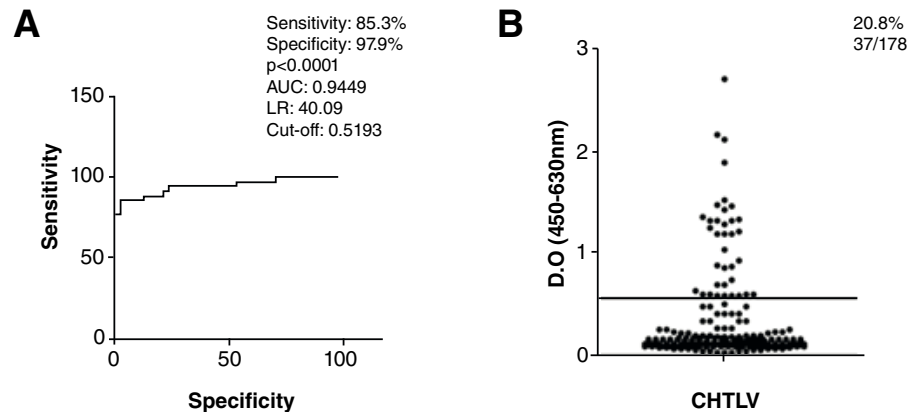 A
Sensitivity: 85.3%
Specificity: 97.9%
p<0.0001
AUC: 0.9449
LR: 40.09
Cut-off: 0.5193
150
100
50
0
Sensitivity
0
50
100
Specificity
B
20.8%
37/178
3
2
1
0
D.O (450-630nm)
CHTLV